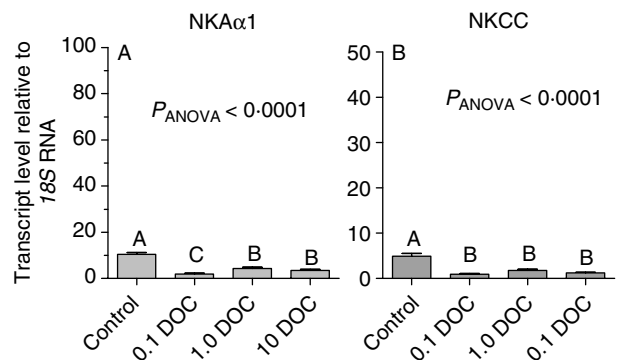 NKAα1
NKCC
Transcript level relative to
18S RNA
100
80
60
40
20
0
A
P_ANOVA < 0·0001
A
C
B
B
Control
0.1 DOC
1.0 DOC
10 DOC
50
40
30
20
10
0
B
P_ANOVA < 0·0001
A
B
B
B
Control
0.1 DOC
1.0 DOC
0.1 DOC